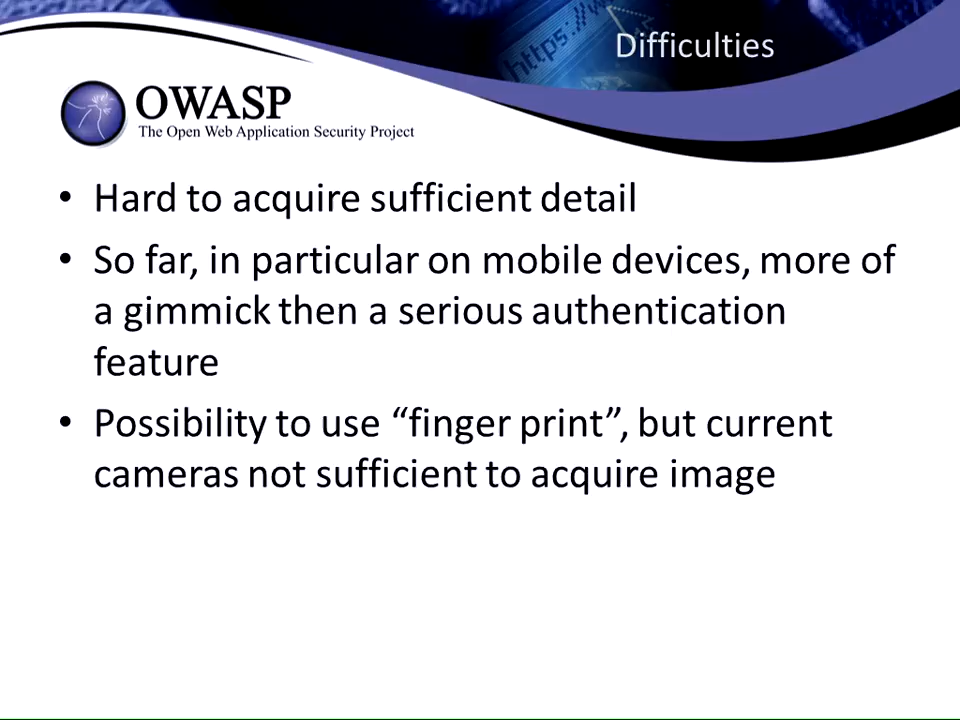 https://w
Difficulties
OWASP
The Open Web Application Security Project
• Hard to acquire sufficient detail
• So far, in particular on mobile devices, more of
a gimmick then a serious authentication
feature
• Possibility to use “finger print”, but current
cameras not sufficient to acquire image